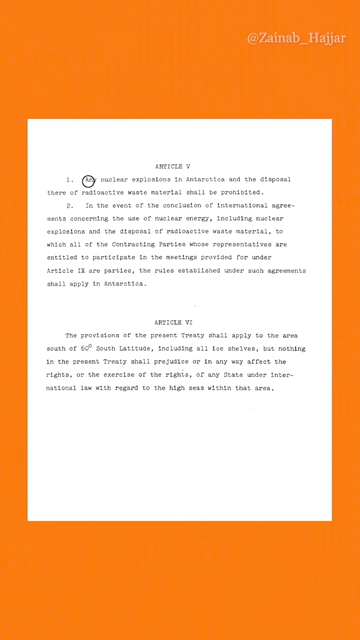 @Zainab_Hajjar
ARTICLE V
1. Any nuclear explosions in Antarctica and the disposal
there of radioactive waste material shall be prohibited.
2. In the event of the conclusion of international agree-
ments concerning the use of nuclear energy, including nuclear
explosions and the disposal of radioactive waste material, to
which all of the Contracting Parties whose representatives are
entitled to participate in the meetings provided for under
Article IX are parties, the rules established under such agreements
shall apply in Antarctica.
ARTICLE VI
The provisions of the present Treaty shall apply to the area
south of 60° South Latitude, including all ice shelves, but nothing
in the present Treaty shall prejudice or in any way affect the
rights, or the exercise of the rights, of any State under inter-
national law with regard to the high seas within that area.